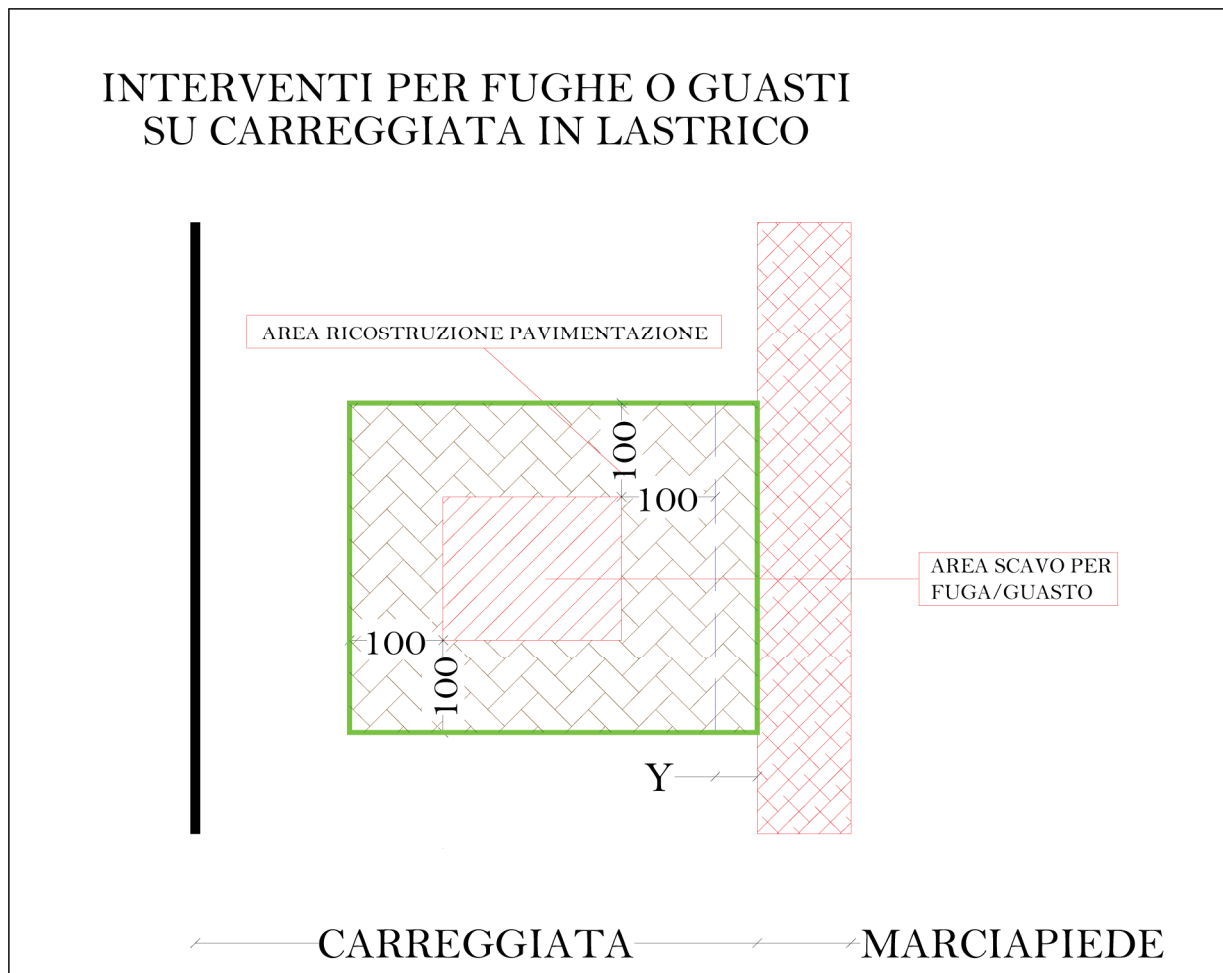 INTERVENTI PER FUGHE O GUASTI
SU CARREGGIATA IN LASTRICO
AREA RICOSTRUZIONE PAVIMENTAZIONE
100
100
AREA SCAVO PER
FUGA/GUASTO
100
100
Y
CARREGGIATA
MARCIAPIEDE